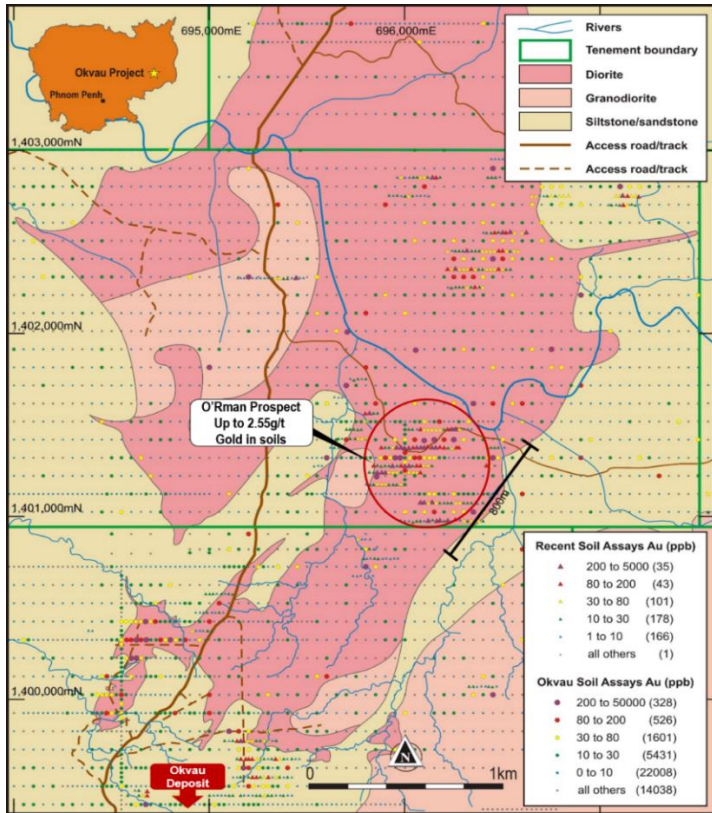 695,000mE
696,000mE
Okvau Project
Phnom Penh
Rivers
Tenement boundary
Diorite
Granodiorite
Siltstone/sandstone
Access road/track
Access road/track
1,403,000mN
1,402,000mN
O'Rman Prospect
Up to 2.55g/t
Gold in soils
800m
1,401,000mN
1,400,000mN
Recent Soil Assays Au (ppb)
200 to 5000 (35)
80 to 200 (43)
30 to 80 (101)
10 to 30 (178)
1 to 10 (166)
all others (1)
Okvau Soil Assays Au (ppb)
200 to 50000 (328)
80 to 200 (526)
30 to 80 (1601)
10 to 30 (5431)
0 to 10 (22008)
all others (14038)
N
0
1km
Okvau
Deposit